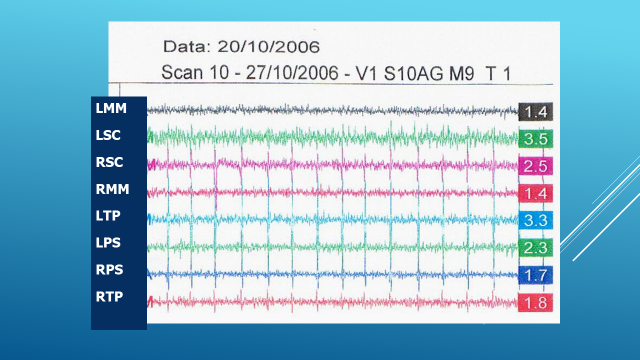 Data: 20/10/2006
Scan 10 - 27/10/2006 - V1 S10AG M9 T 1
LMM 1.4
LSC 3.5
RSC 2.5
RMM 1.4
LTP 3.3
LPS 2.3
RPS 1.7
RTP 1.8